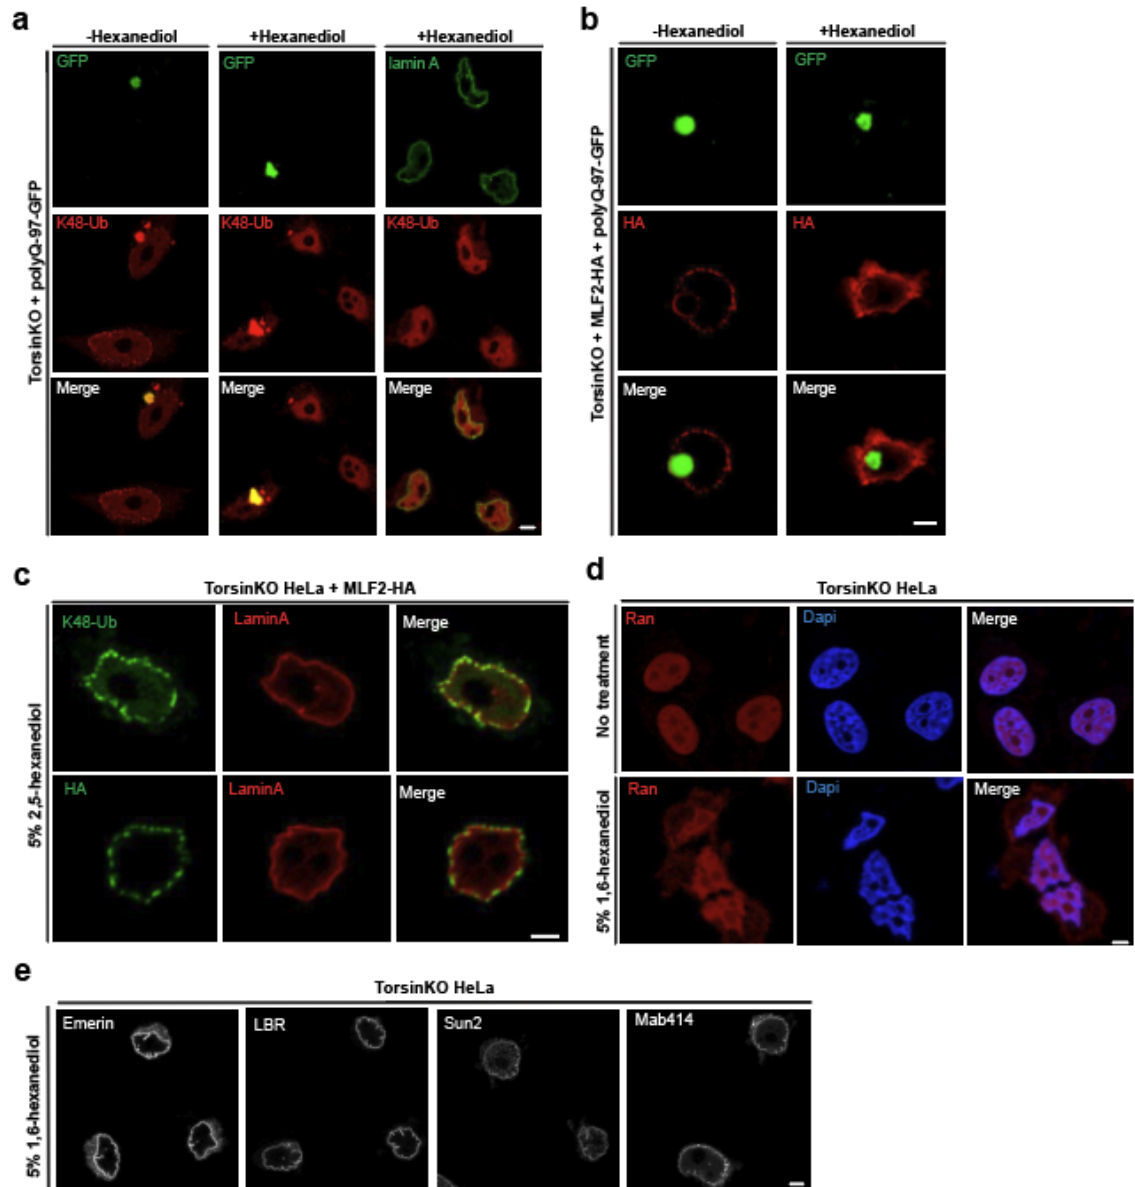 a
-Hexanediol +Hexanediol +Hexanediol
TorsinKO + polyQ-97-GFP
GFP GFP lamin A
K48-Ub K48-Ub K48-Ub
Merge Merge Merge
b
-Hexanediol +Hexanediol
TorsinKO + MLF2-HA + polyQ-97-GFP
GFP GFP
HA HA
Merge Merge
c
TorsinKO HeLa + MLF2-HA
5% 2,5-hexanediol
K48-Ub LaminA Merge
HA LaminA Merge
d
TorsinKO HeLa
No treatment
Ran Dapi Merge
5% 1,6-hexanediol
Ran Dapi Merge
e
TorsinKO HeLa
5% 1,6-hexanediol
Emerin LBR Sun2 Mab414